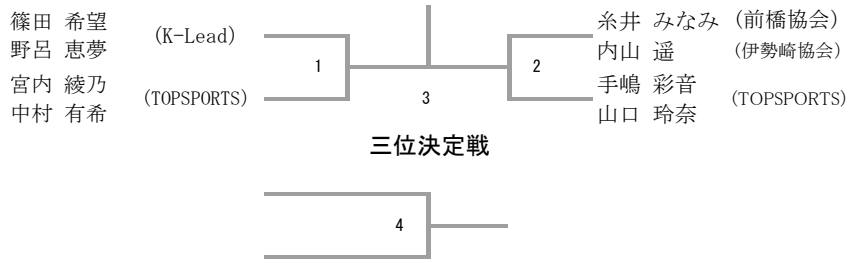 篠田 希望
野呂 恵夢
(K-Lead)
宮内 綾乃
中村 有希
(TOPSPORTS)
1
3
2
糸井 みなみ (前橋協会)
内山 遥 (伊勢崎協会)
手嶋 彩音
山口 玲奈
(TOPSPORTS)
三位決定戦
4